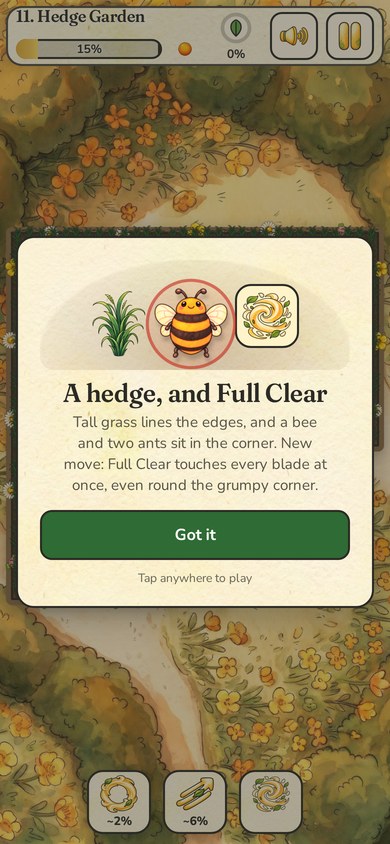 11. Hedge Garden
15%
0%
A hedge, and Full Clear
Tall grass lines the edges, and a bee
and two ants sit in the corner. New
move: Full Clear touches every blade at
once, even round the grumpy corner.
Got it
Tap anywhere to play
~2%
~6%